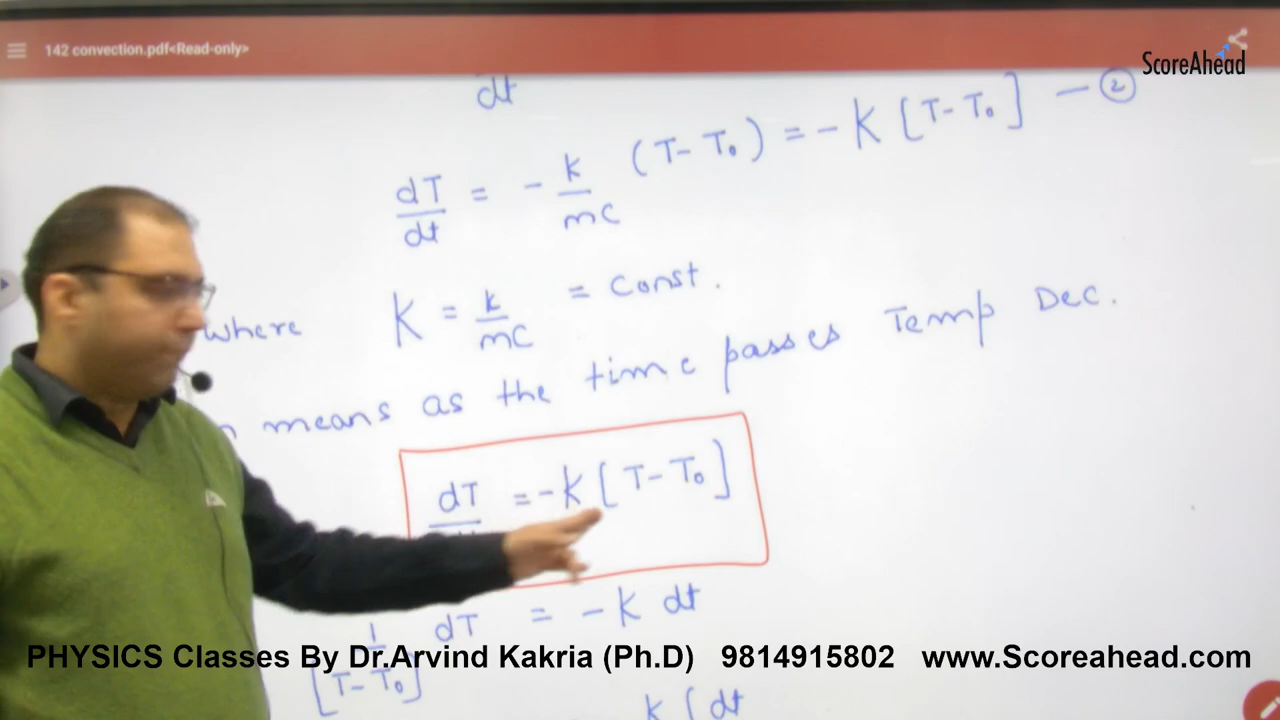 142 convection.pdf<Read-only>
ScoreAhead
dt
dT/dt = - k/mc (T- T₀) = - K [T- T₀] — ②
where K = k/mc = Const.
means as the time passes Temp Dec.
dT = -K [T- T₀]
1/[T- T₀] dT = - K dt
PHYSICS Classes By Dr.Arvind Kakria (Ph.D) 9814915802 www.Scoreahead.com
k ∫ dt